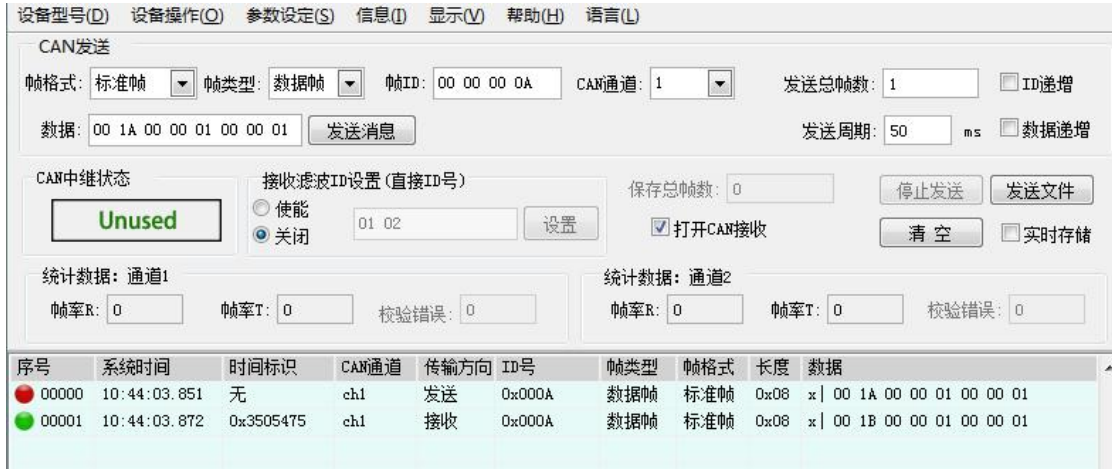 设备型号(D) 设备操作(O) 参数设定(S) 信息(I) 显示(V) 帮助(H) 语言(L)
CAN发送
帧格式: 标准帧 帧类型: 数据帧 帧ID: 00 00 00 0A CAN通道: 1 发送总帧数: 1 ID递增
数据: 00 1A 00 00 01 00 00 01 发送消息 发送周期: 50 ms 数据递增
CAN中继状态 接收滤波ID设置(直接ID号)
Unused 使能 关闭 01 02 设置 保存总帧数: 0 停止发送 发送文件
打开CAN接收 清 空 实时存储
统计数据: 通道1 统计数据: 通道2
帧率R: 0 帧率T: 0 校验错误: 0 帧率R: 0 帧率T: 0 校验错误: 0
序号 系统时间 时间标识 CAN通道 传输方向 ID号 帧类型 帧格式 长度 数据
00000 10:44:03.851 无 ch1 发送 0x000A 数据帧 标准帧 0x08 x| 00 1A 00 00 01 00 00 01
00001 10:44:03.872 0x3505475 ch1 接收 0x000A 数据帧 标准帧 0x08 x| 00 1B 00 00 01 00 00 01